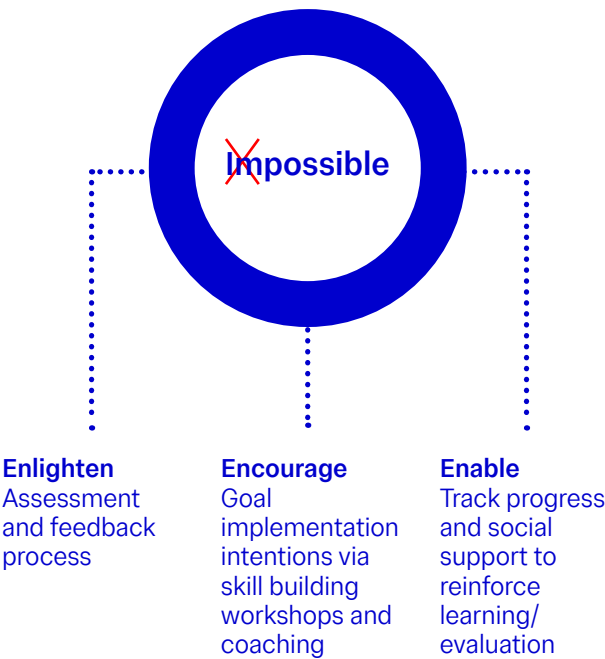 Impossible
Enlighten
Assessment
and feedback
process
Encourage
Goal
implementation
intentions via
skill building
workshops and
coaching
Enable
Track progress
and social
support to
reinforce
learning/
evaluation